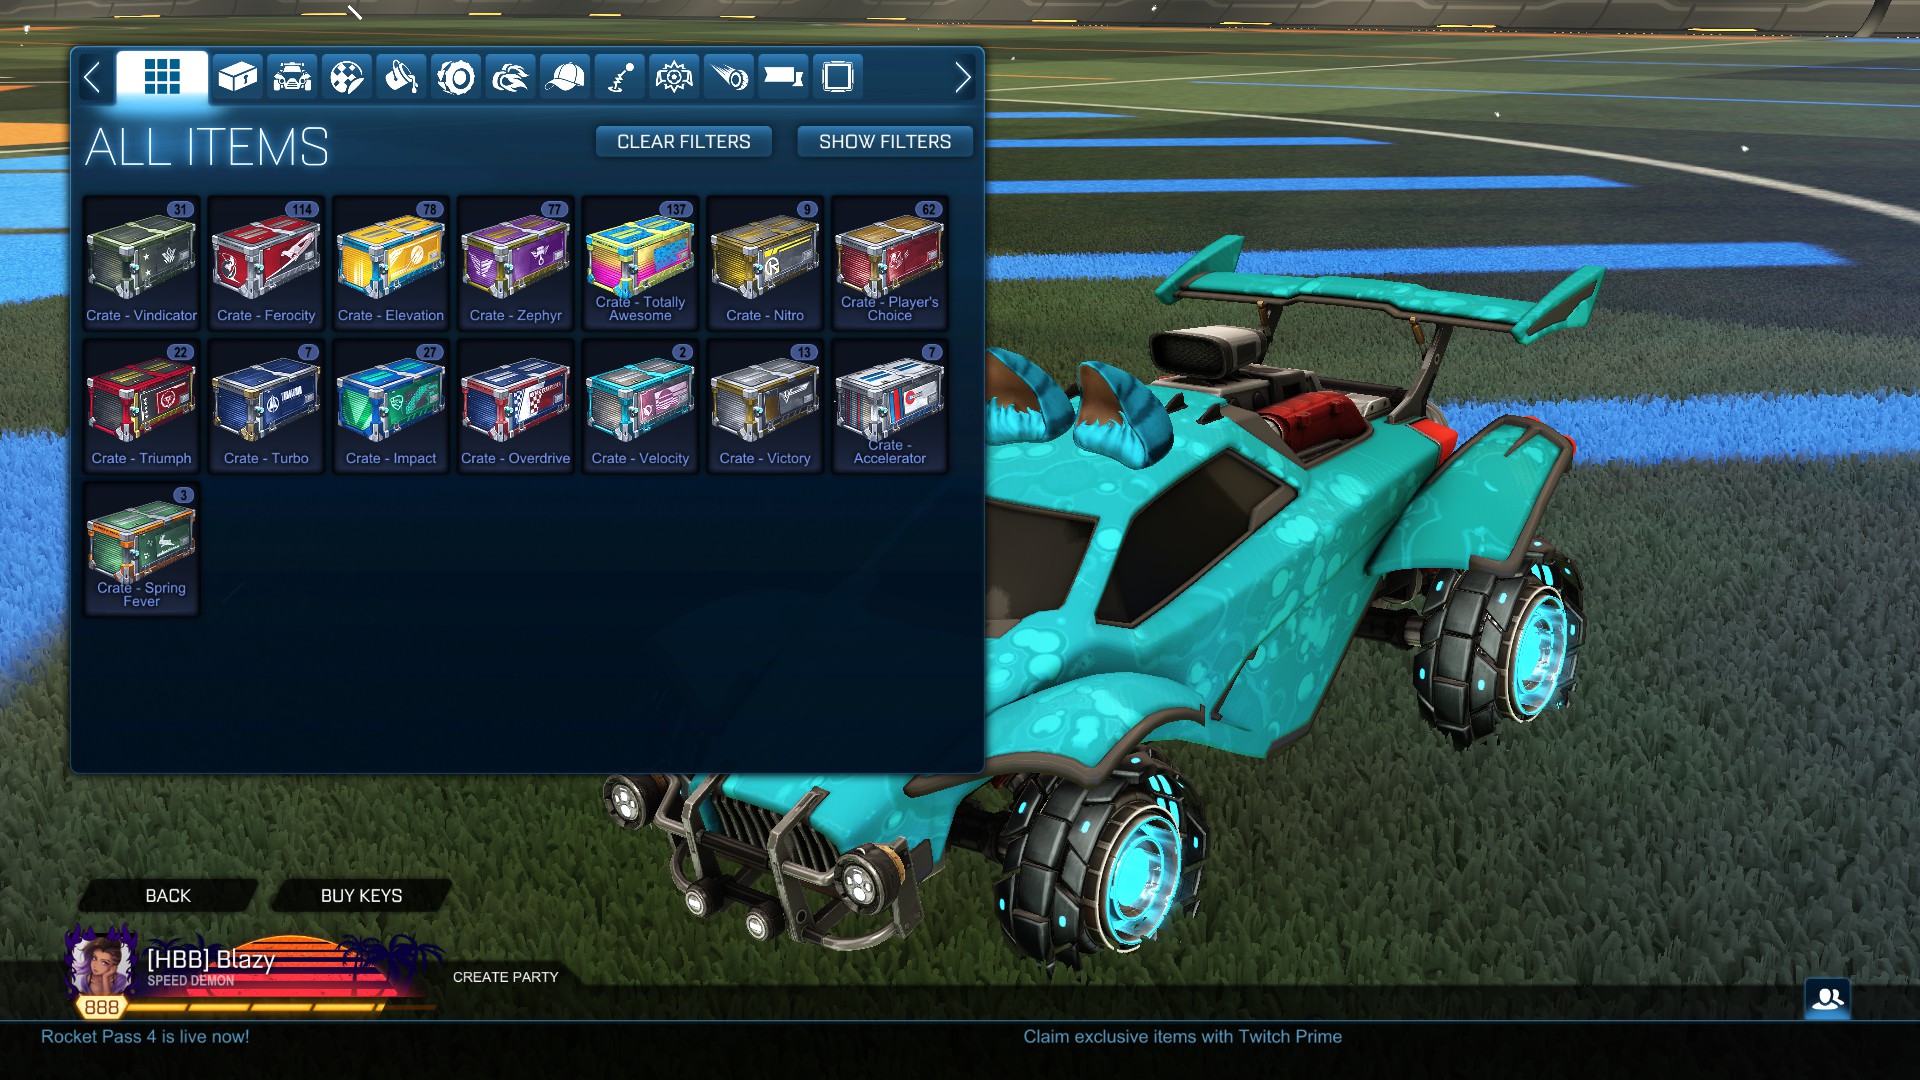 ALL ITEMS
CLEAR FILTERS
SHOW FILTERS
31
114
78
77
137
9
62
Crate - Vindicator
Crate - Ferocity
Crate - Elevation
Crate - Zephyr
Crate - Totally
Awesome
Crate - Nitro
Crate - Player's
Choice
22
7
27
2
13
7
Crate - Triumph
Crate - Turbo
Crate - Impact
Crate - Overdrive
Crate - Velocity
Crate - Victory
Crate -
Accelerator
3
Crate - Spring
Fever
BACK
BUY KEYS
[HBB] Blazy
SPEED DEMON
888
CREATE PARTY
Rocket Pass 4 is live now!
Claim exclusive items with Twitch Prime